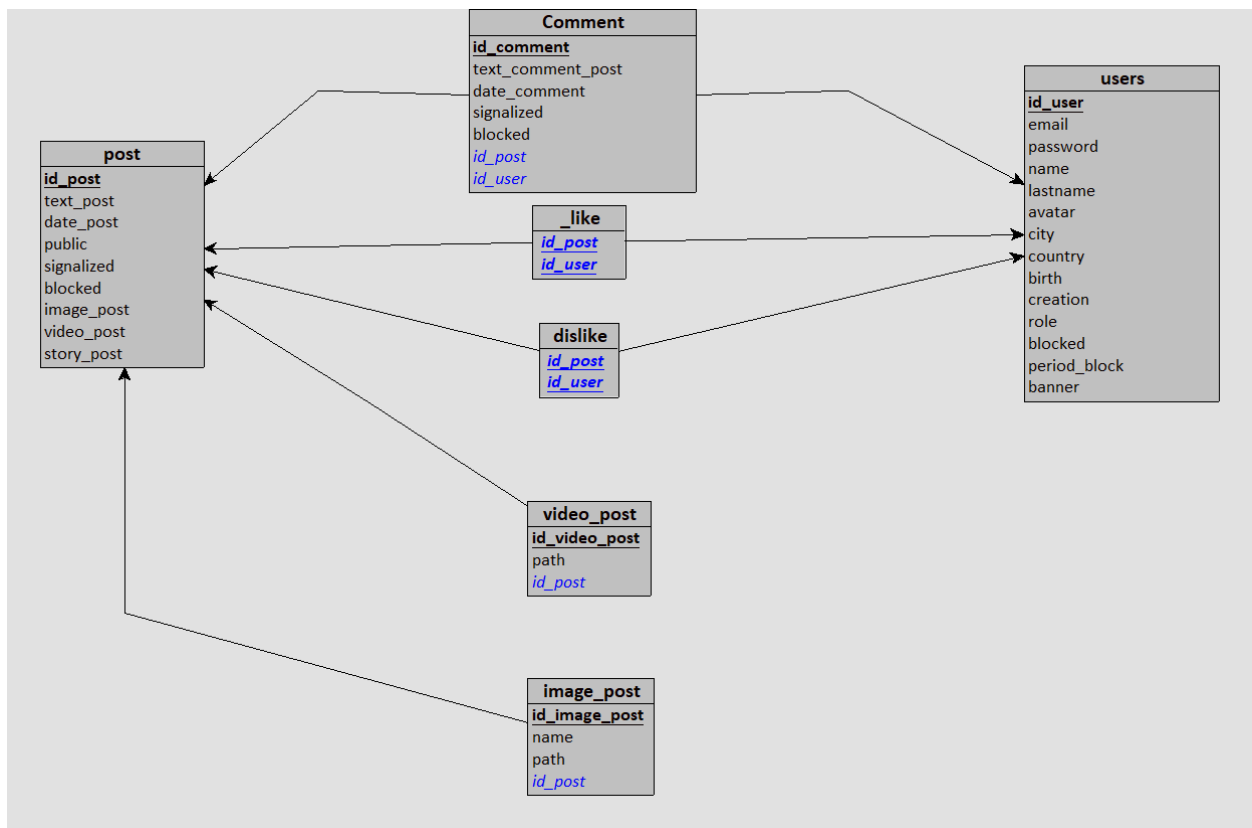 Comment
id_comment
text_comment_post
date_comment
signalized
blocked
id_post
id_user
users
id_user
email
password
name
lastname
avatar
city
country
birth
creation
role
blocked
period_block
banner
post
id_post
text_post
date_post
public
signalized
blocked
image_post
video_post
story_post
_like
id_post
id_user
dislike
id_post
id_user
video_post
id_video_post
path
id_post
image_post
id_image_post
name
path
id_post